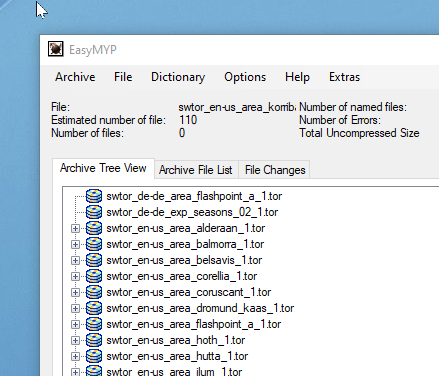 EasyMYP
Archive File Dictionary Options Help Extras
File: swtor_en-us_area_korriba Number of named files:
Estimated number of file: 110 Number of Errors:
Number of files: 0 Total Uncompressed Size
Archive Tree View Archive File List File Changes
swtor_de-de_area_flashpoint_a_1.tor
swtor_de-de_exp_seasons_02_1.tor
swtor_en-us_area_alderaan_1.tor
swtor_en-us_area_balmorra_1.tor
swtor_en-us_area_belsavis_1.tor
swtor_en-us_area_corellia_1.tor
swtor_en-us_area_coruscant_1.tor
swtor_en-us_area_dromund_kaas_1.tor
swtor_en-us_area_flashpoint_a_1.tor
swtor_en-us_area_hoth_1.tor
swtor_en-us_area_hutta_1.tor
swtor_en-us_area_ilum_1.tor